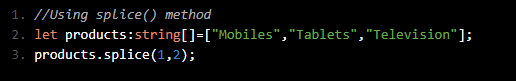 1. //Using splice() method
2. let products:string[]=["Mobiles","Tablets","Television"];
3. products.splice(1,2);